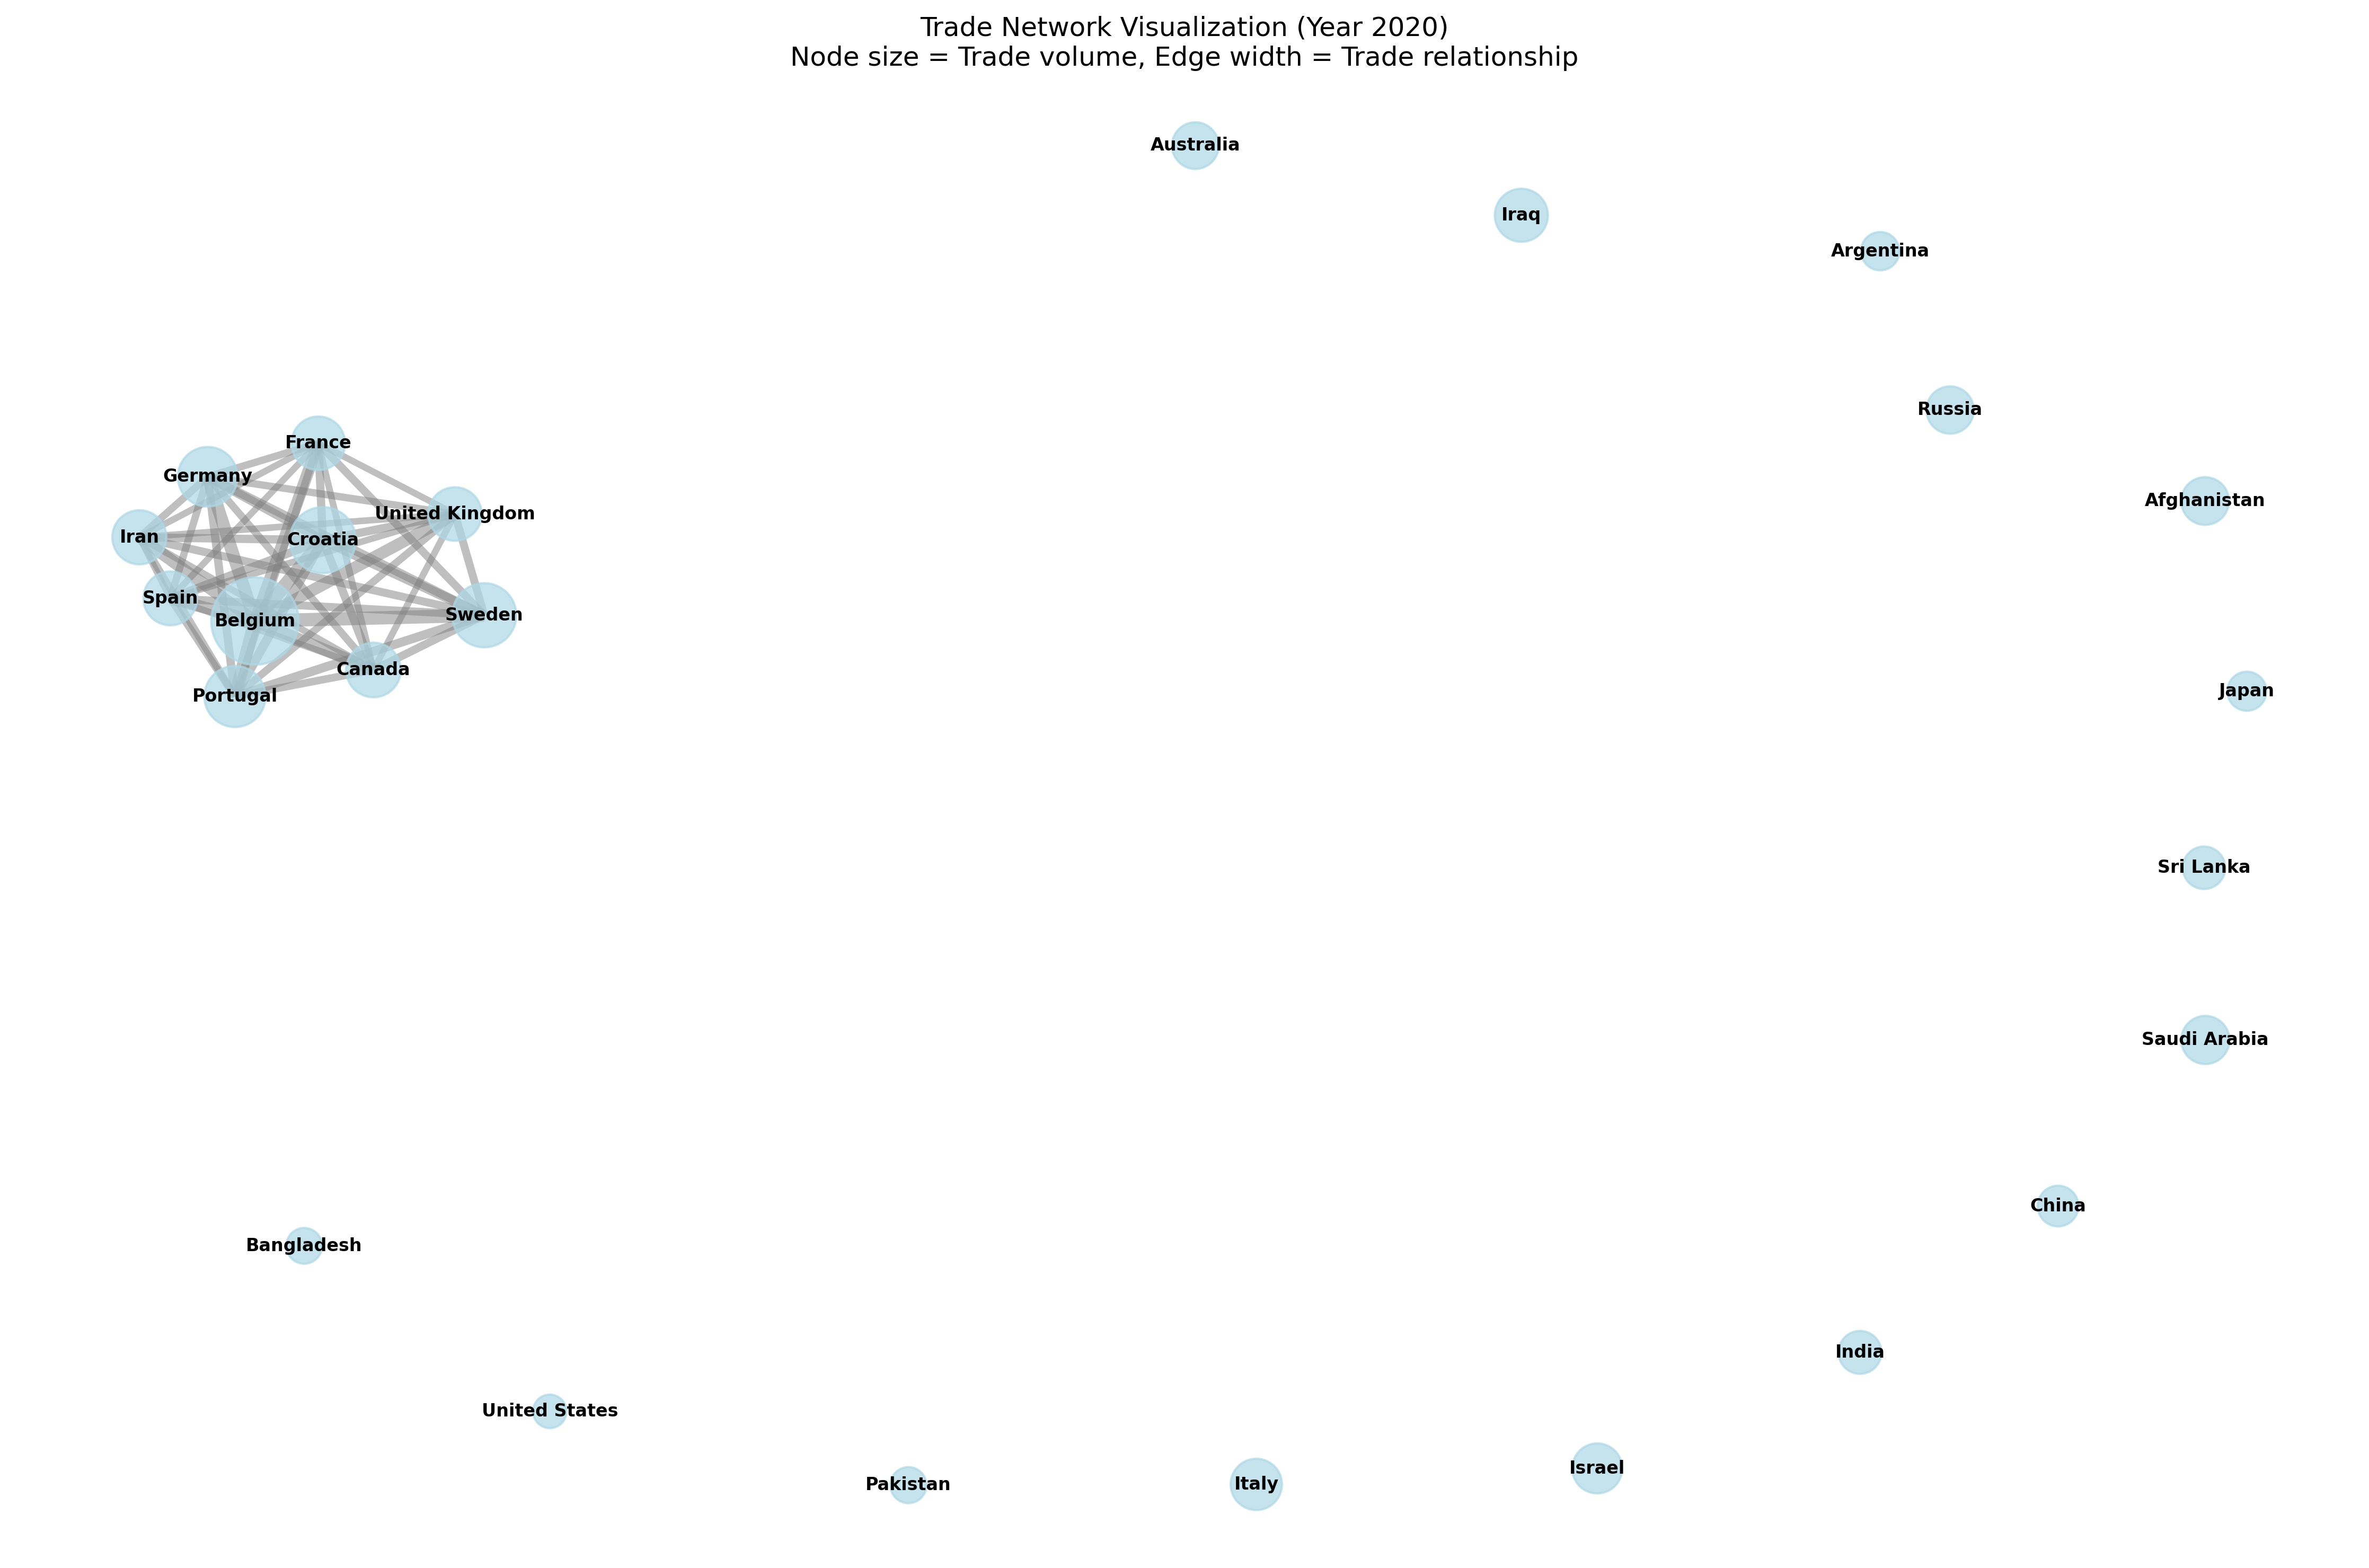 Trade Network Visualization (Year 2020)
Node size = Trade volume, Edge width = Trade relationship
Australia
Iraq
Argentina
Russia
France
Germany
Afghanistan
United Kingdom
Iran
Croatia
Spain
Sweden
Belgium
Canada
Japan
Portugal
Sri Lanka
Saudi Arabia
China
Bangladesh
India
United States
Israel
Italy
Pakistan